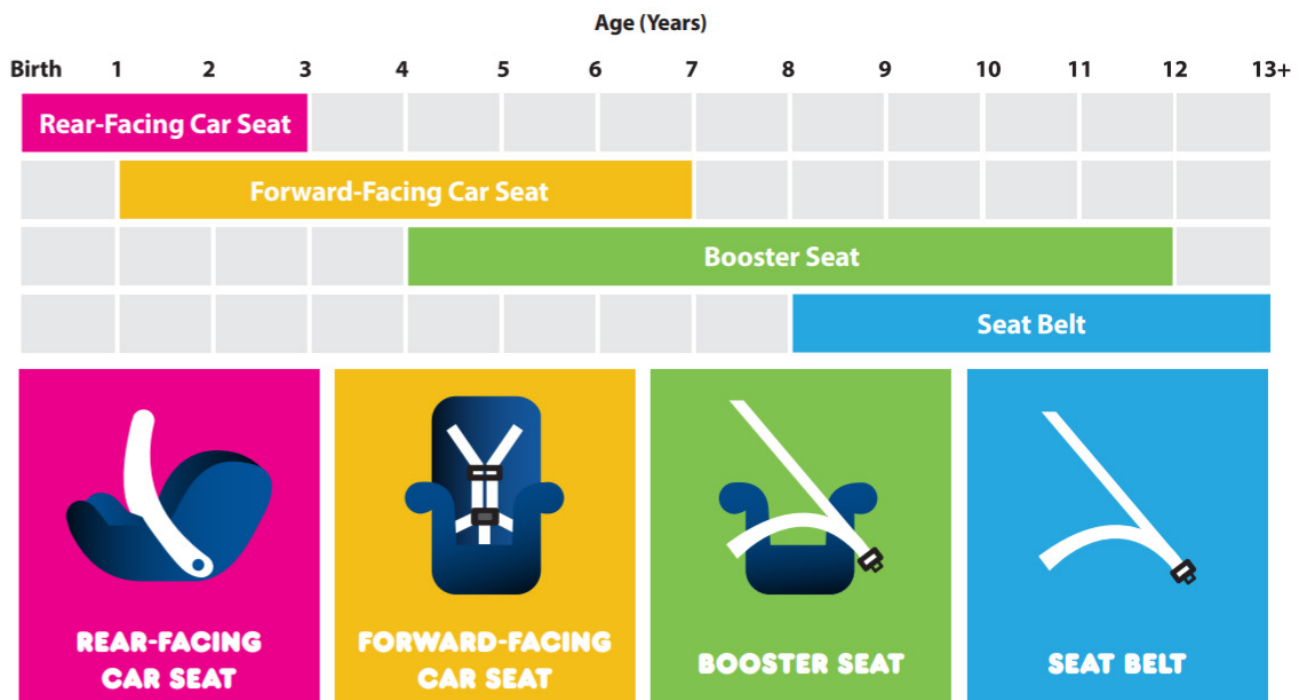 Age (Years)
Birth 1 2 3 4 5 6 7 8 9 10 11 12 13+
Rear-Facing Car Seat
Forward-Facing Car Seat
Booster Seat
Seat Belt
REAR-FACING
CAR SEAT
FORWARD-FACING
CAR SEAT
BOOSTER SEAT
SEAT BELT